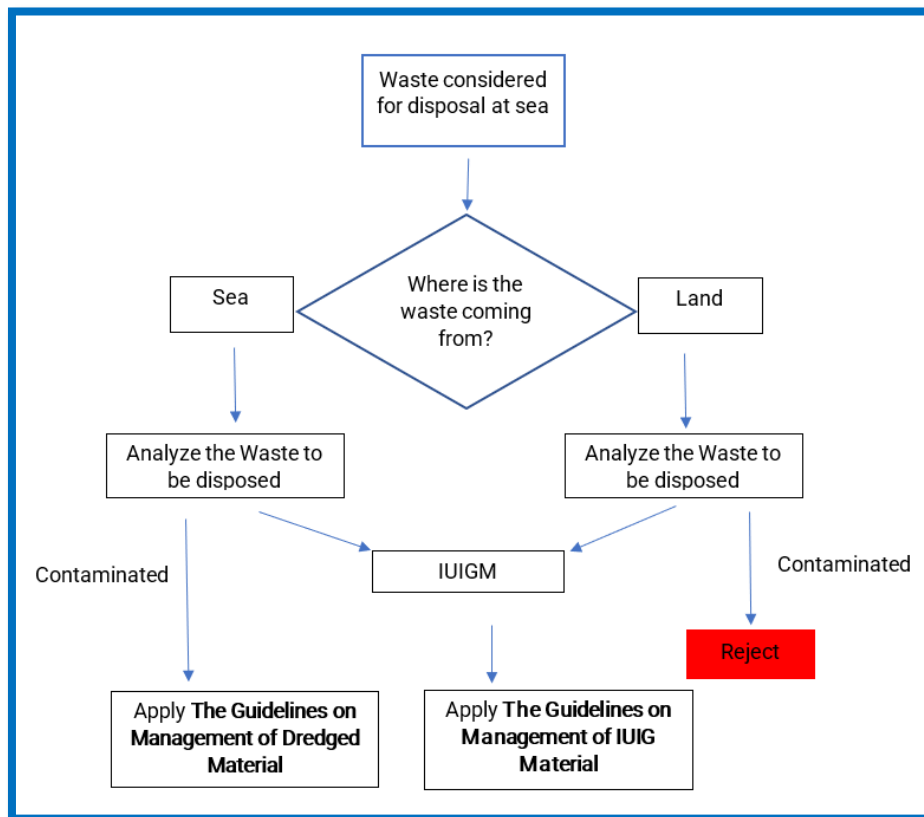 Waste considered
for disposal at sea
Where is the
waste coming
from?
Sea
Land
Analyze the Waste to
be disposed
Analyze the Waste to
be disposed
Contaminated
IUIGM
Contaminated
Reject
Apply The Guidelines on
Management of Dredged
Material
Apply The Guidelines on
Management of IUIG
Material